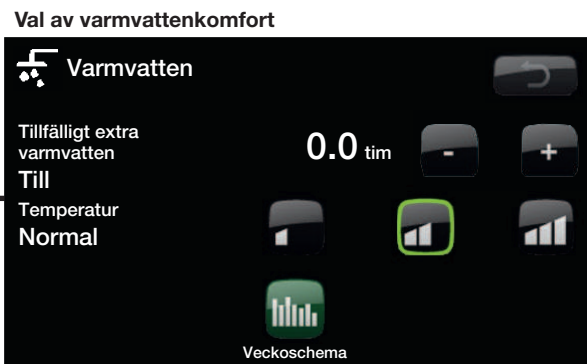 Val av varmvattenkomfort
Varmvatten
Tillfälligt extra
varmvatten
0.0 tim
-
+
Till
Temperatur
Normal
Veckoschema